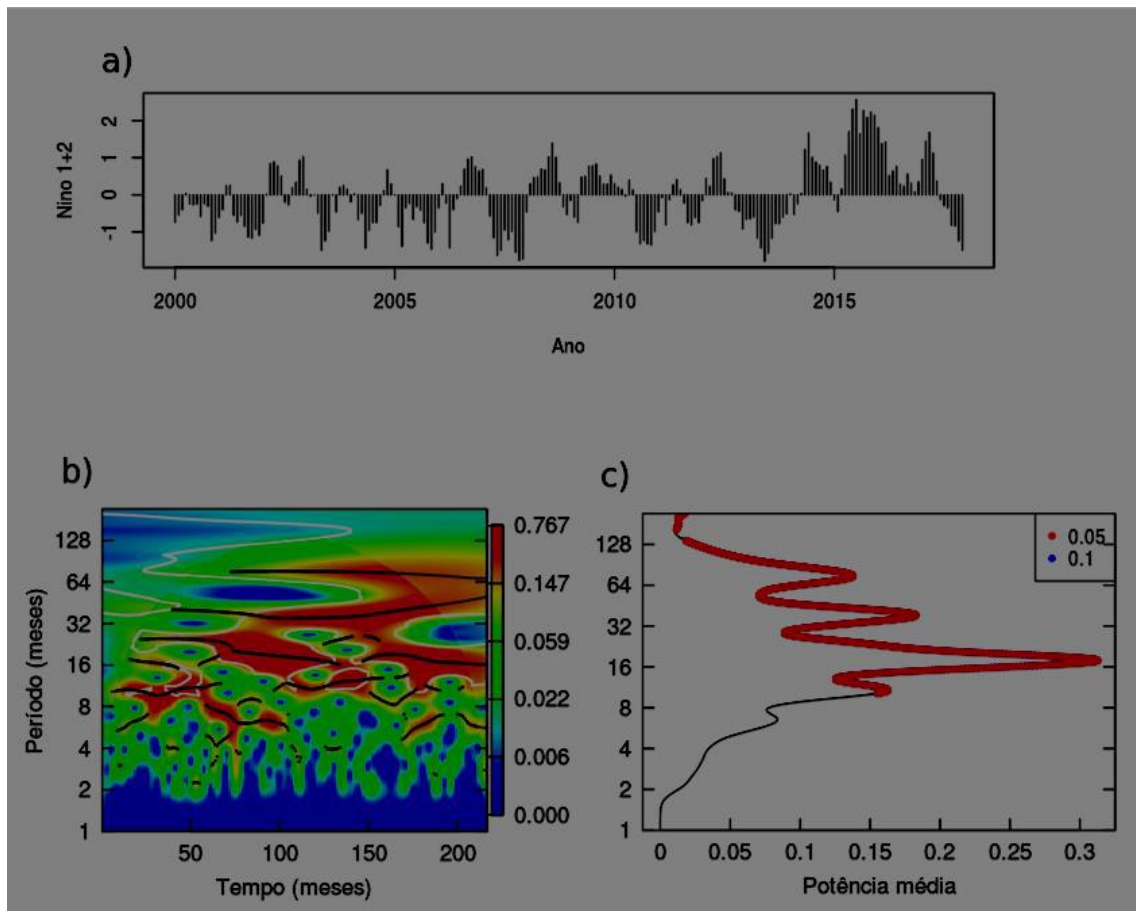 a)
Nino 1+2
2
1
0
-1
2000 2005 2010 2015
Ano
b)
Período (meses)
128
64
32
16
8
4
2
1
50 100 150 200
Tempo (meses)
0.767
0.147
0.059
0.022
0.006
0.000
c)
128
64
32
16
8
4
2
1
0 0.05 0.1 0.15 0.2 0.25 0.3
Potência média
0.05
0.1